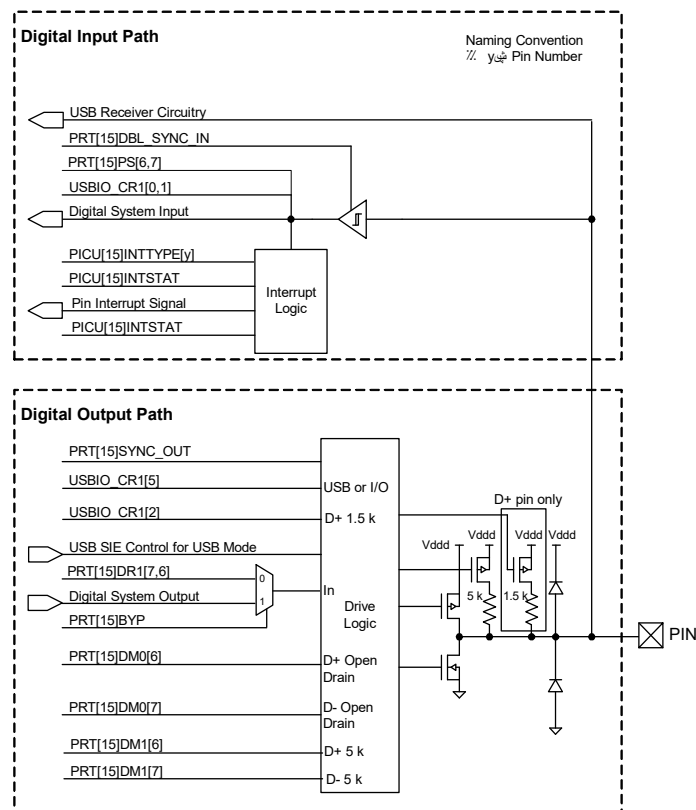 Digital Input Path
Naming Convention
Pin Number
USB Receiver Circuitry
PRT[15]DBL_SYNC_IN
PRT[15]PS[6,7]
USBIO_CR1[0,1]
Digital System Input
PICU[15]INTTYPE[y]
PICU[15]INTSTAT
Pin Interrupt Signal
PICU[15]INTSTAT
Interrupt
Logic
Digital Output Path
PRT[15]SYNC_OUT
USBIO_CR1[5]
USBIO_CR1[2]
USB SIE Control for USB Mode
PRT[15]DR1[7,6]
Digital System Output
PRT[15]BYP
PRT[15]DM0[6]
PRT[15]DM0[7]
PRT[15]DM1[6]
PRT[15]DM1[7]
0
1
USB or I/O
D+ 1.5 k
In
Drive
Logic
D+ Open
Drain
D- Open
Drain
D+ 5 k
D- 5 k
D+ pin only
Vddd
Vddd
Vddd
Vddd
5 k
1.5 k
PIN